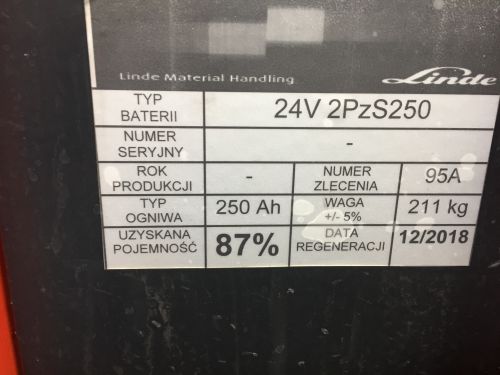 Linde Material Handling
Linde
TYP
BATERII
24V 2PzS250
NUMER
SERYJNY
-
ROK
PRODUKCJI
-
NUMER
ZLECENIA
95A
TYP
OGNIWA
250 Ah
WAGA
+/- 5%
211 kg
UZYSKANA
POJEMNOŚĆ
87%
DATA
REGENERACJI
12/2018